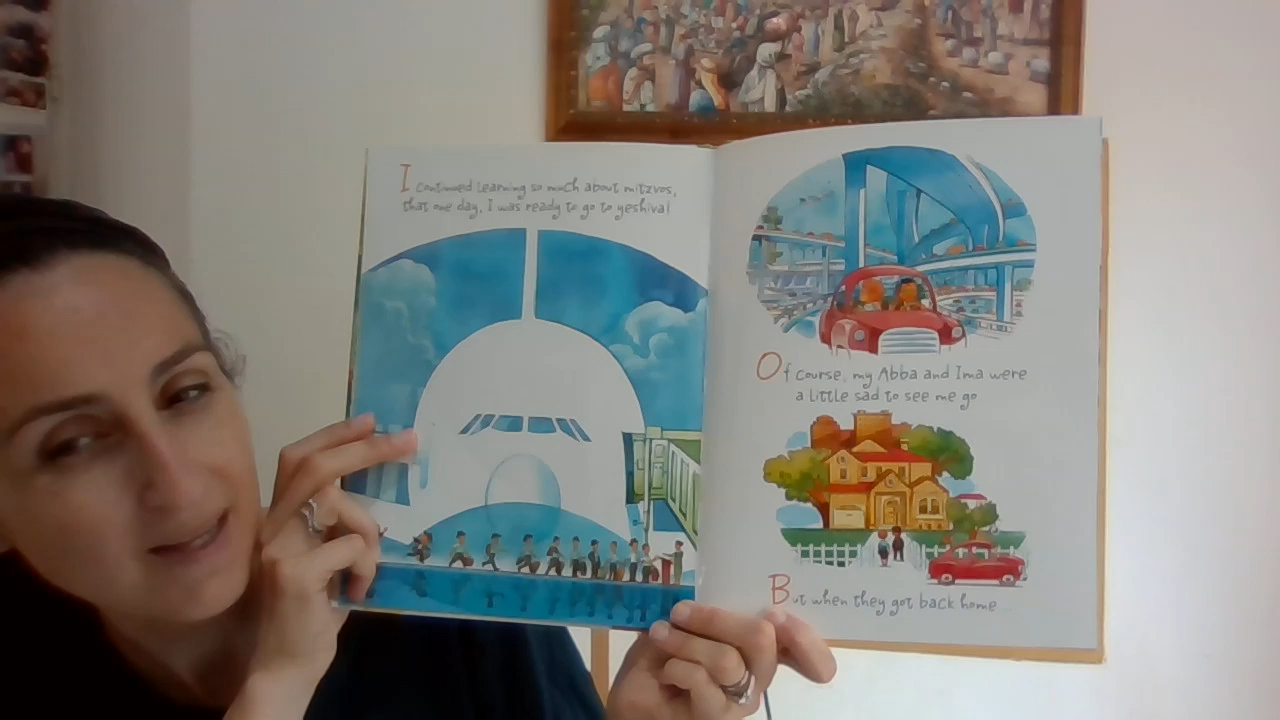 I continued learning so much about mitzvos,
that one day, I was ready to go to yeshiva!
Of course, my Abba and Ima were
a little sad to see me go
But when they got back home